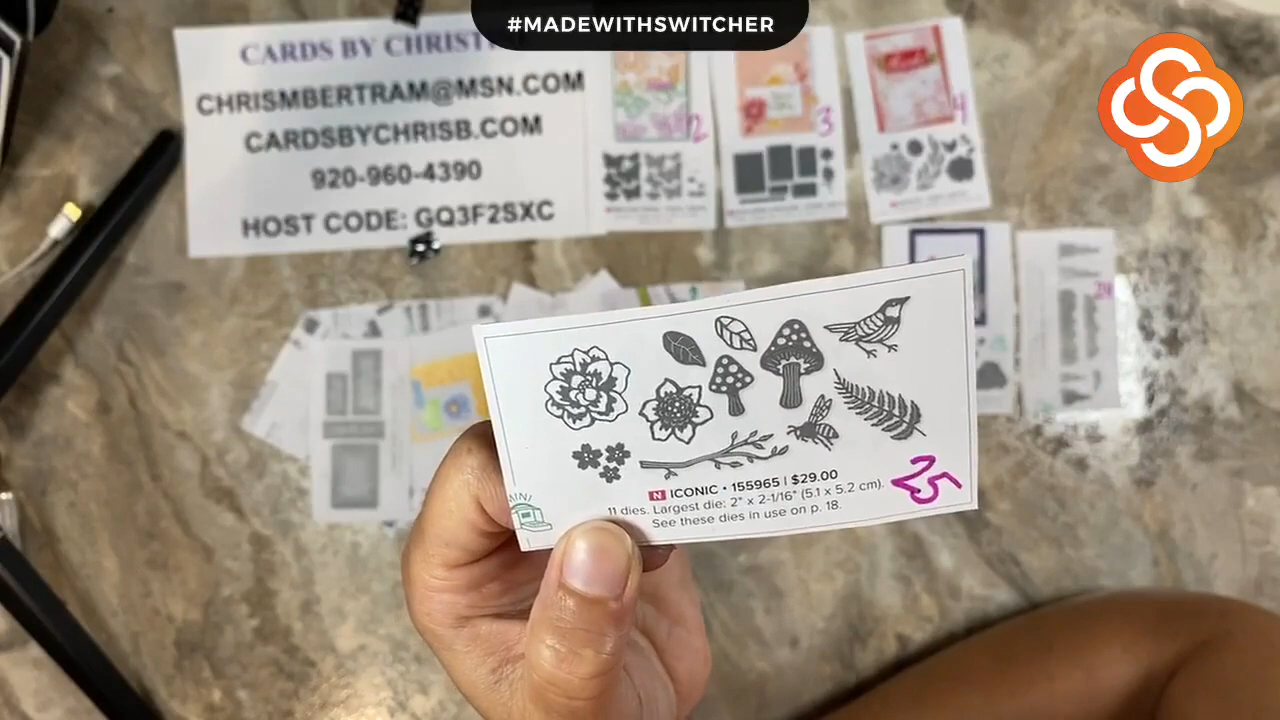 #MADEWITHSWITCHER
CARDS BY CHRIST
CHRISMBERTRAM@MSN.COM
CARDSBYCHRISB.COM
920-960-4390
HOST CODE: GQ3F2SXC
2
3
4
N ICONIC • 155965 | $29.00
11 dies. Largest die: 2" x 2-1/16" (5.1 x 5.2 cm).
See these dies in use on p. 18.
MINI
25